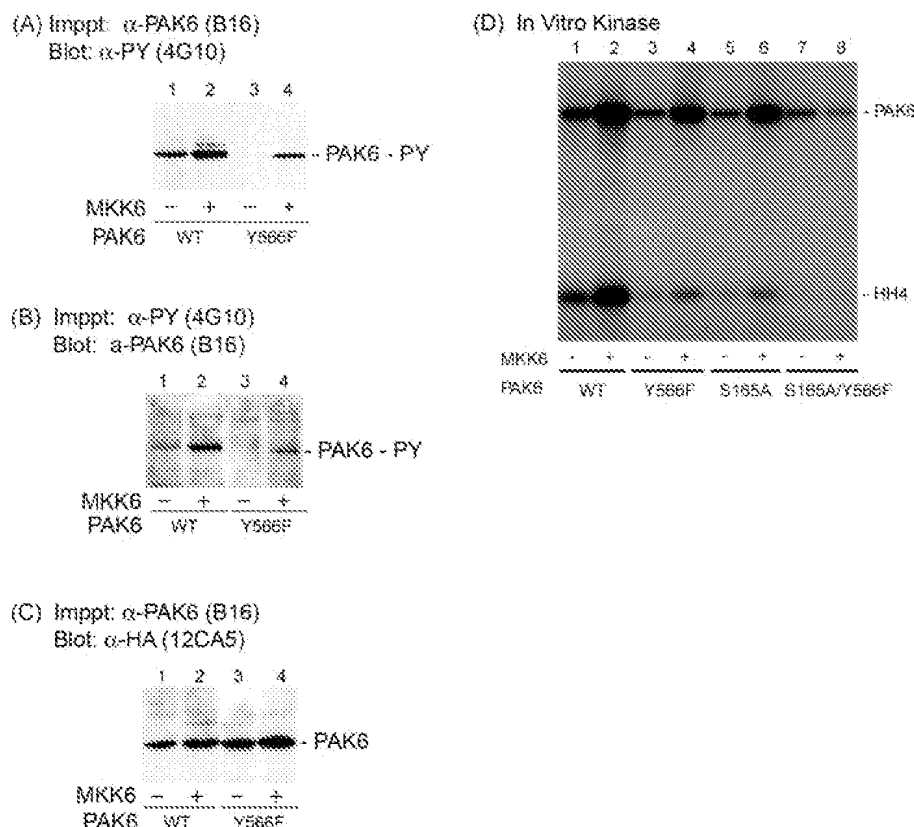 (A) Imppt: α-PAK6 (B16)
Blot: α-PY (4G10)
1 2 3 4
- PAK6 - PY
MKK6 – + – +
PAK6 WT Y566F
(B) Imppt: α-PY (4G10)
Blot: a-PAK6 (B16)
1 2 3 4
- PAK6 - PY
MKK6 – + – +
PAK6 WT Y566F
(C) Imppt: α-PAK6 (B16)
Blot: α-HA (12CA5)
1 2 3 4
- PAK6
MKK6 – + – +
PAK6 WT Y566F
(D) In Vitro Kinase
1 2 3 4 5 6 7 8
- PAK6
- HH4
MKK6 - + - + - + - +
PAK6 WT Y566F S165A S165A/Y566F